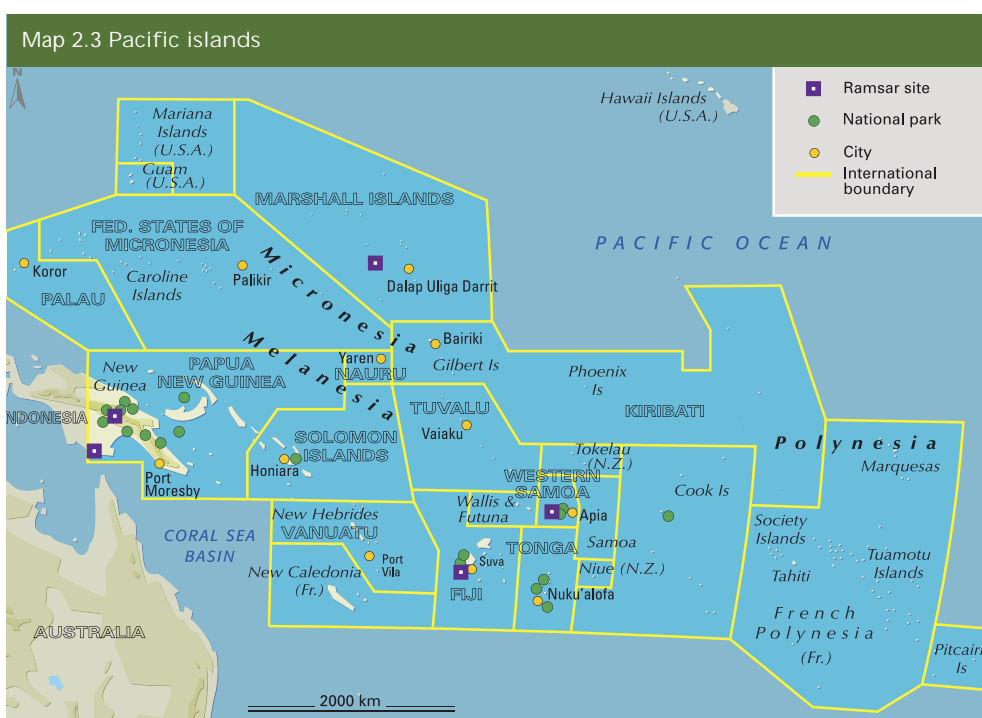 Map 2.3 Pacific islands
N
Ramsar site
National park
City
International
boundary
Hawaii Islands
(U.S.A.)
Mariana
Islands
(U.S.A.)
Guam
(U.S.A.)
MARSHALL ISLANDS
FED. STATES OF
MICRONESIA
PACIFIC OCEAN
Koror
Palikir
Caroline
Islands
Dalap Uliga Darrit
PALAU
Micronesia
Melanesia
Bairiki
Gilbert Is
Yaren
NAURU
New
Guinea
PAPUA
NEW GUINEA
Phoenix
Is
KIRIBATI
INDONESIA
TUVALU
Vaiaku
SOLOMON
ISLANDS
Honiara
Port
Moresby
Polynesia
Marquesas
Tokelau
(N.Z.)
WESTERN
SAMOA
Wallis &
Futuna
Apia
Cook Is
New Hebrides
VANUATU
CORAL SEA
BASIN
Port
Vila
Samoa
Society
Islands
TONGA
Suva
New Caledonia
(Fr.)
FIJI
Niue (N.Z.)
Nuku'alofa
Tahiti
Tuamotu
Islands
French
Polynesia
(Fr.)
AUSTRALIA
Pitcairn
Is
2000 km